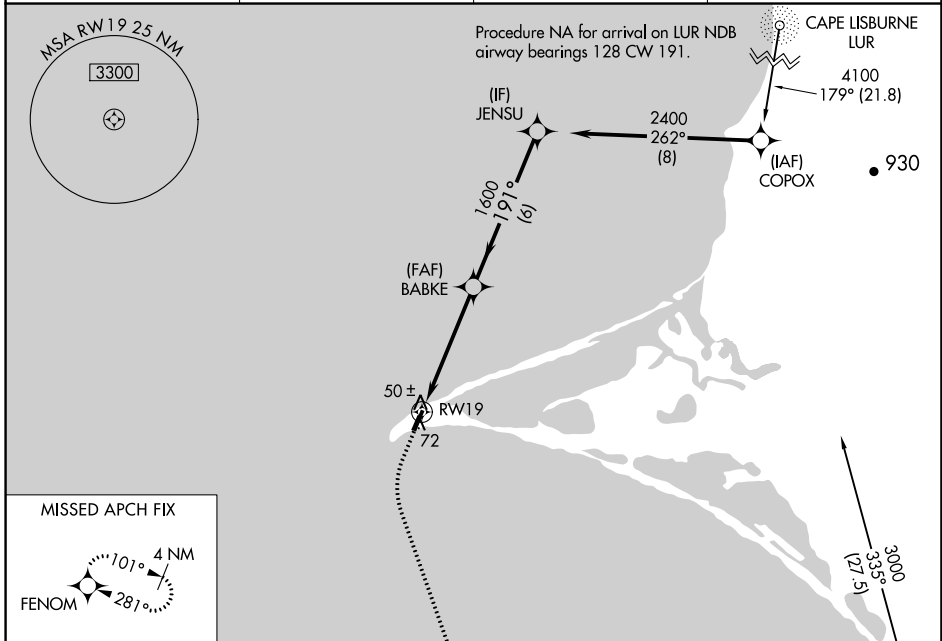 MSA RW19 25 NM
3300
Procedure NA for arrival on LUR NDB
airway bearings 128 CW 191.
CAPE LISBURNE
LUR
4100
179° (21.8)
(IF)
JENSU
2400
262°
(8)
(IAF)
COPOX
930
1600
191°
(6)
(FAF)
BABKE
50 ±
RW19
72
MISSED APCH FIX
101°
4 NM
FENOM
281°
3000
335°
(27.5)